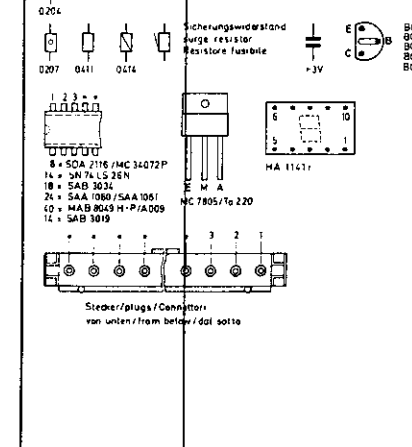 0204
Sicherungswiderstand
surge resistor
Resistore fusibile
0207 0411 0414
+3V
E
B
C
1 2 3
8 = SDA 2116 / MC 34072P
14 = SN 74 LS 26N
18 = SAB 3034
24 = SAA 1060 / SAA 1061
40 = MAB 8049 H-P/A009
14 = SAB 3019
E M A
MC 7805/To 220
6 10
5 1
HA 1141r
3 2 1
Stecker/plugs/Connettori
von unten/from below/dal sotto